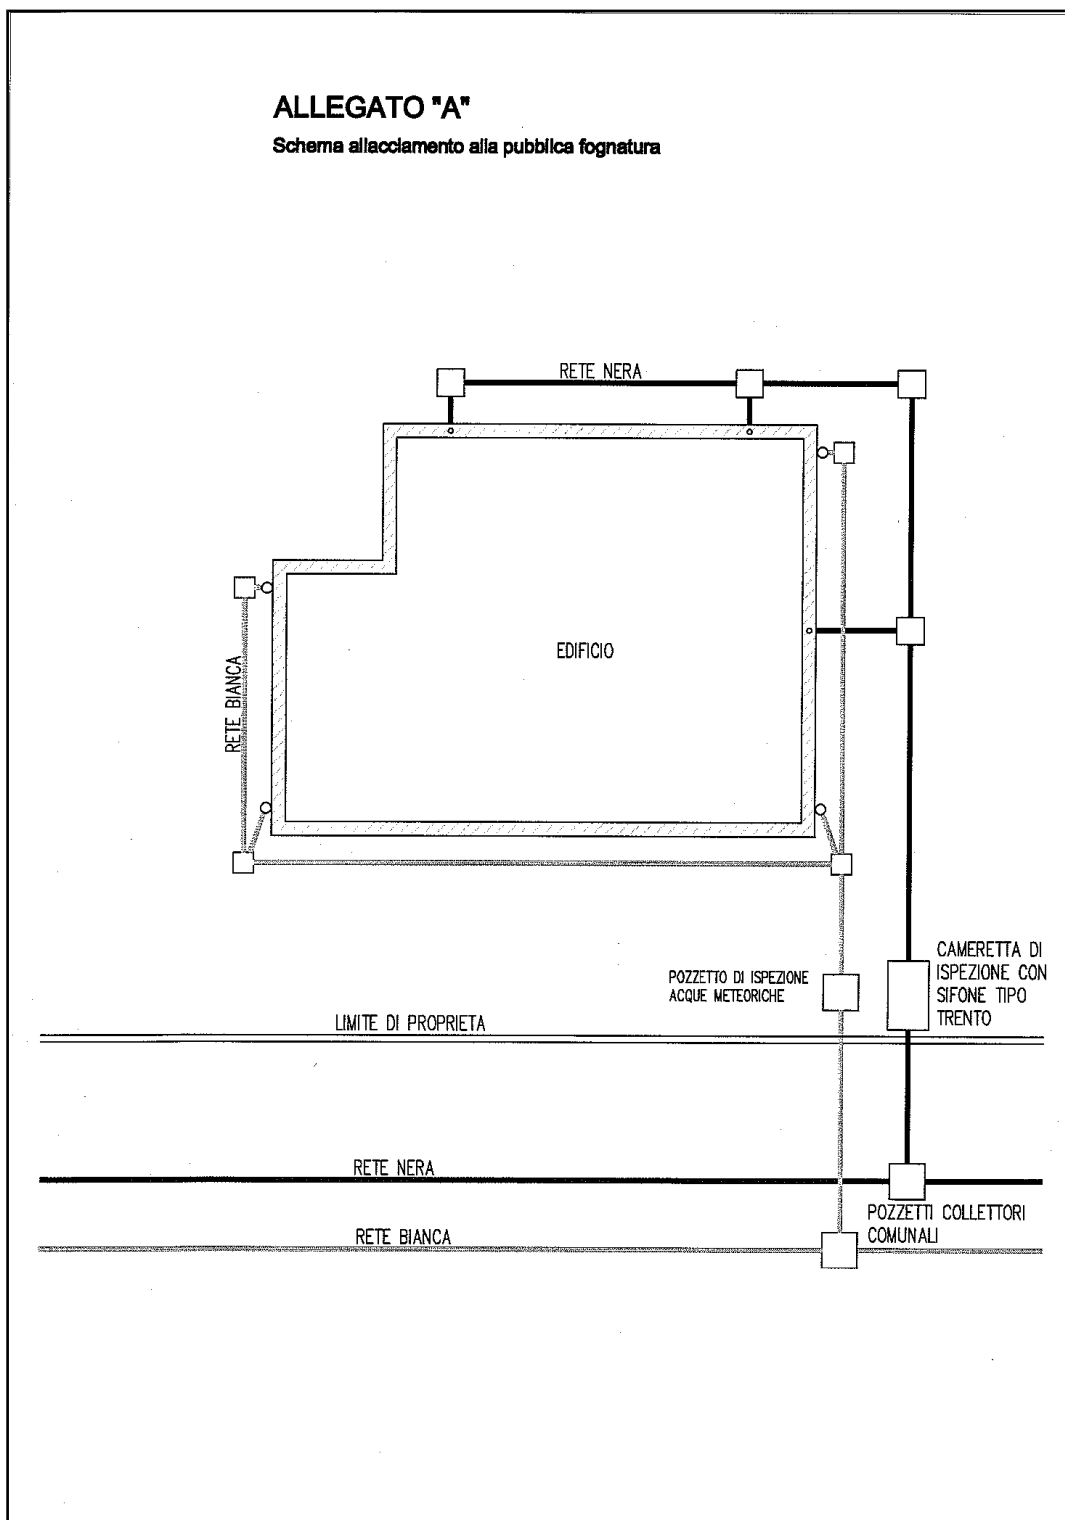 ALLEGATO "A"
Schema allacciamento alla pubblica fognatura
RETE NERA
EDIFICIO
RETE BIANCA
CAMERETTA DI
ISPEZIONE CON
SIFONE TIPO
TRENTO
POZZETTO DI ISPEZIONE
ACQUE METEORICHE
LIMITE DI PROPRIETA
RETE NERA
POZZETTI COLLETTORI
COMUNALI
RETE BIANCA